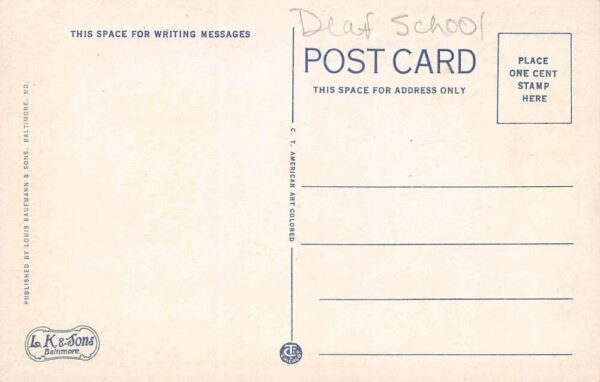 Deaf School
THIS SPACE FOR WRITING MESSAGES
POST CARD
THIS SPACE FOR ADDRESS ONLY
PLACE
ONE CENT
STAMP
HERE
PUBLISHED BY LOUIS KAUFMANN & SONS, BALTIMORE, MD.
C. T. AMERICAN ART COLORED
L. K. & Sons
Baltimore.